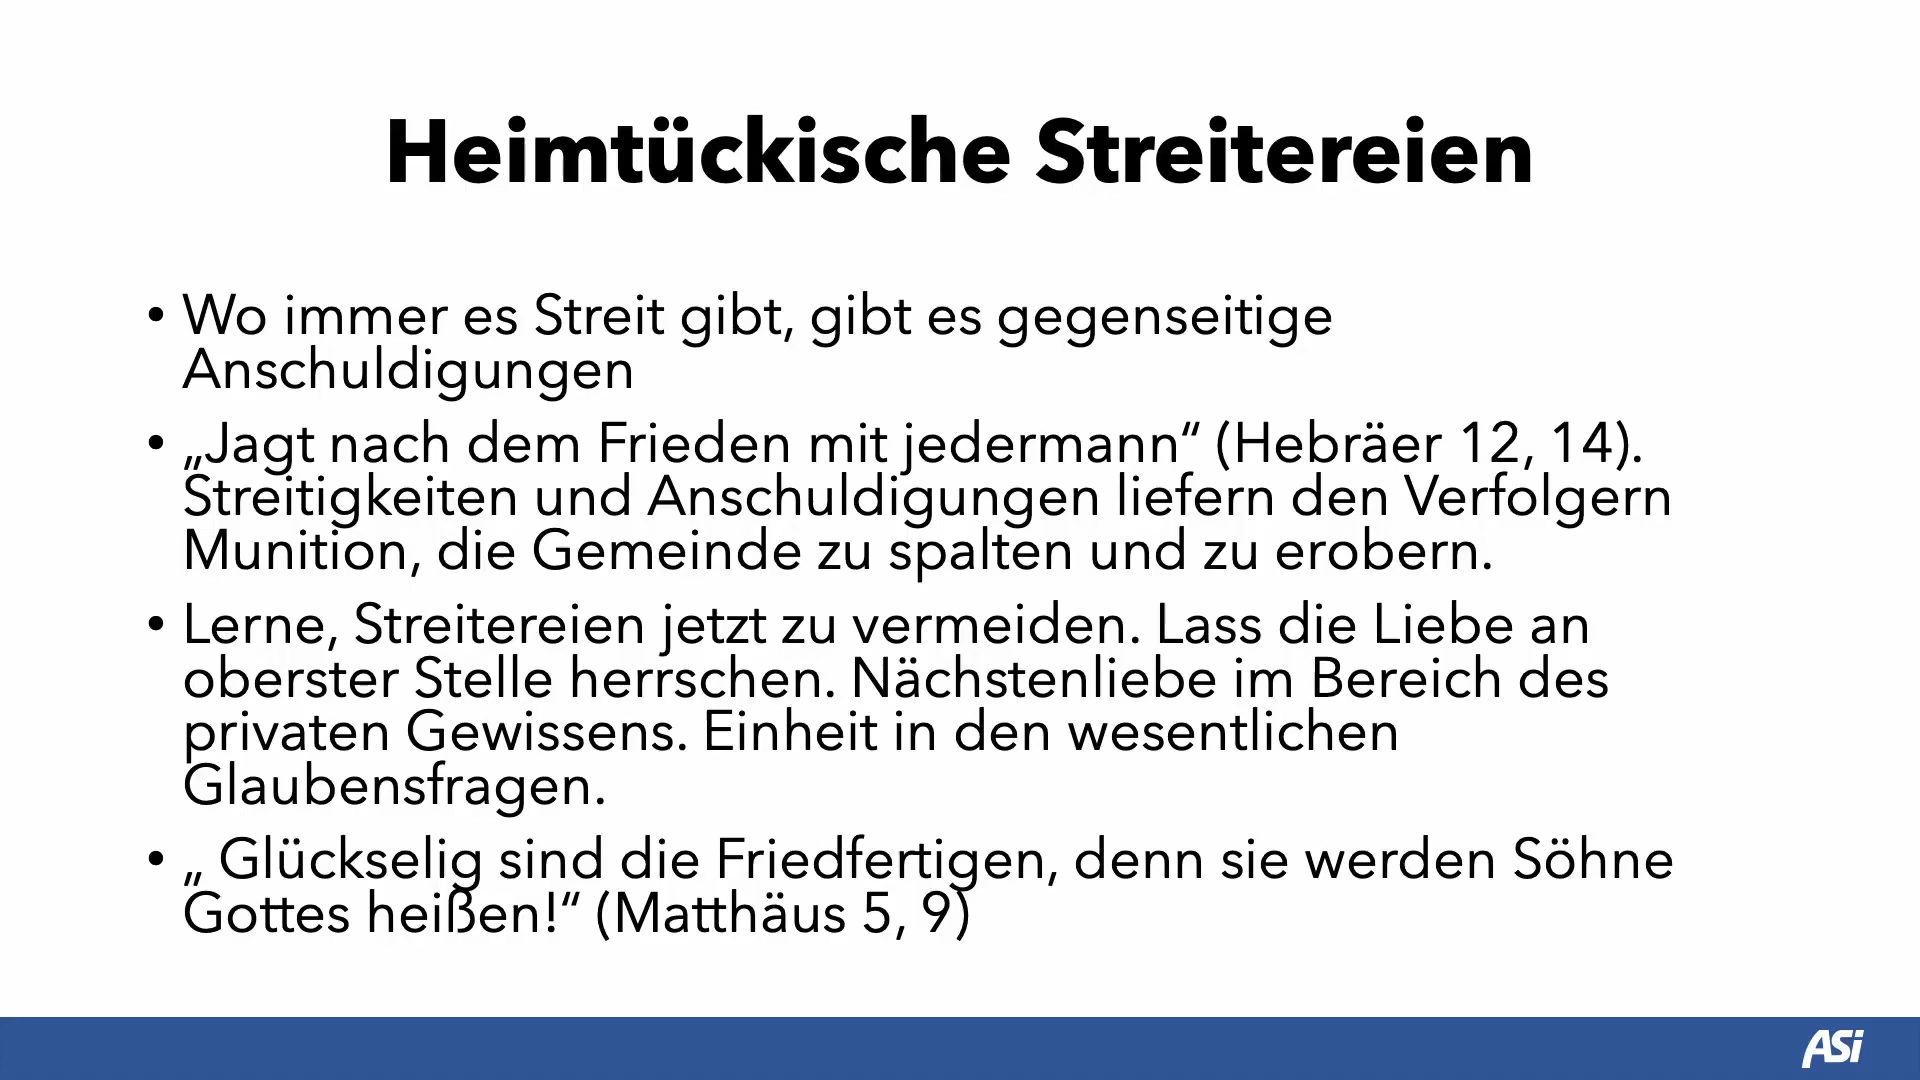 Heimtückische Streitereien
• Wo immer es Streit gibt, gibt es gegenseitige
Anschuldigungen
• „Jagt nach dem Frieden mit jedermann“ (Hebräer 12, 14).
Streitigkeiten und Anschuldigungen liefern den Verfolgern
Munition, die Gemeinde zu spalten und zu erobern.
• Lerne, Streitereien jetzt zu vermeiden. Lass die Liebe an
oberster Stelle herrschen. Nächstenliebe im Bereich des
privaten Gewissens. Einheit in den wesentlichen
Glaubensfragen.
• „ Glückselig sind die Friedfertigen, denn sie werden Söhne
Gottes heißen!“ (Matthäus 5, 9)
ASi